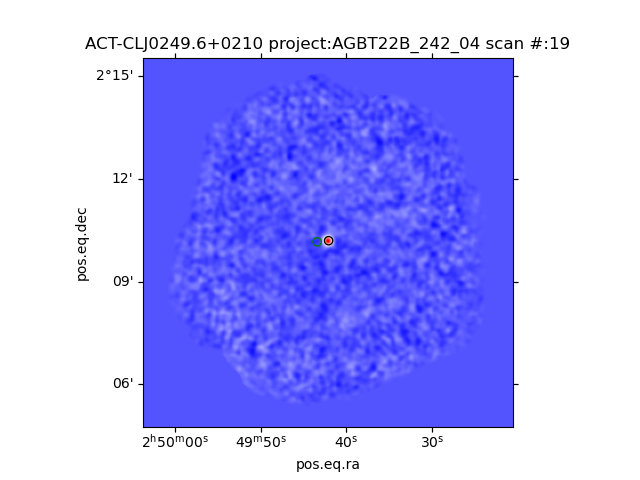 ACT-CLJ0249.6+0210 project:AGBT22B_242_04 scan #:19
2°15'
12'
09'
06'
pos.eq.dec
2ʰ50ᵐ00ˢ 49ᵐ50ˢ 40ˢ 30ˢ
pos.eq.ra